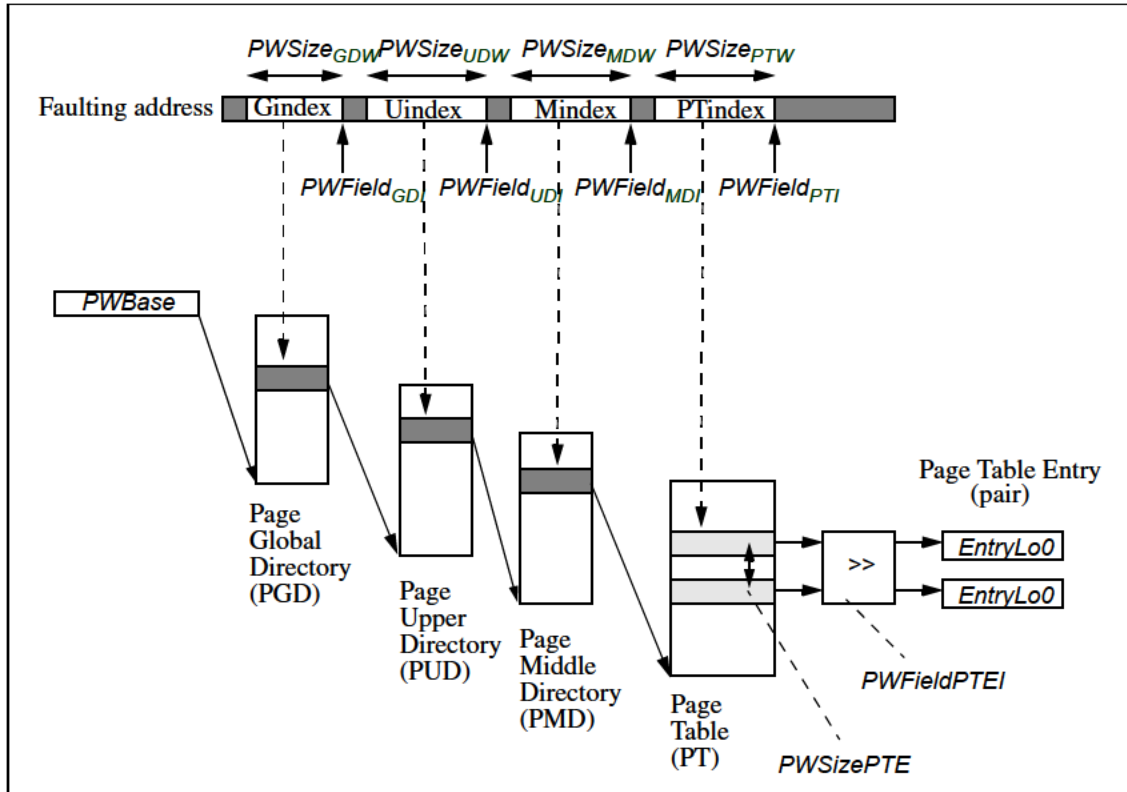 PWSizeGDW PWSizeUDW PWSizeMDW PWSizePTW
Faulting address Gindex Uindex Mindex PTindex
PWFieldGDI PWFieldUDI PWFieldMDI PWFieldPTI
PWBase
Page
Global
Directory
(PGD)
Page
Upper
Directory
(PUD)
Page
Middle
Directory
(PMD)
Page
Table
(PT)
Page Table Entry
(pair)
>>
EntryLo0
EntryLo0
PWFieldPTEI
PWSizePTE